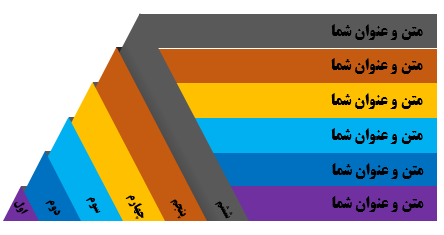 متن و عنوان شما
متن و عنوان شما
متن و عنوان شما
متن و عنوان شما
متن و عنوان شما
متن و عنوان شما
اول
دوم
سوم
چهارم
پنجم
ششم